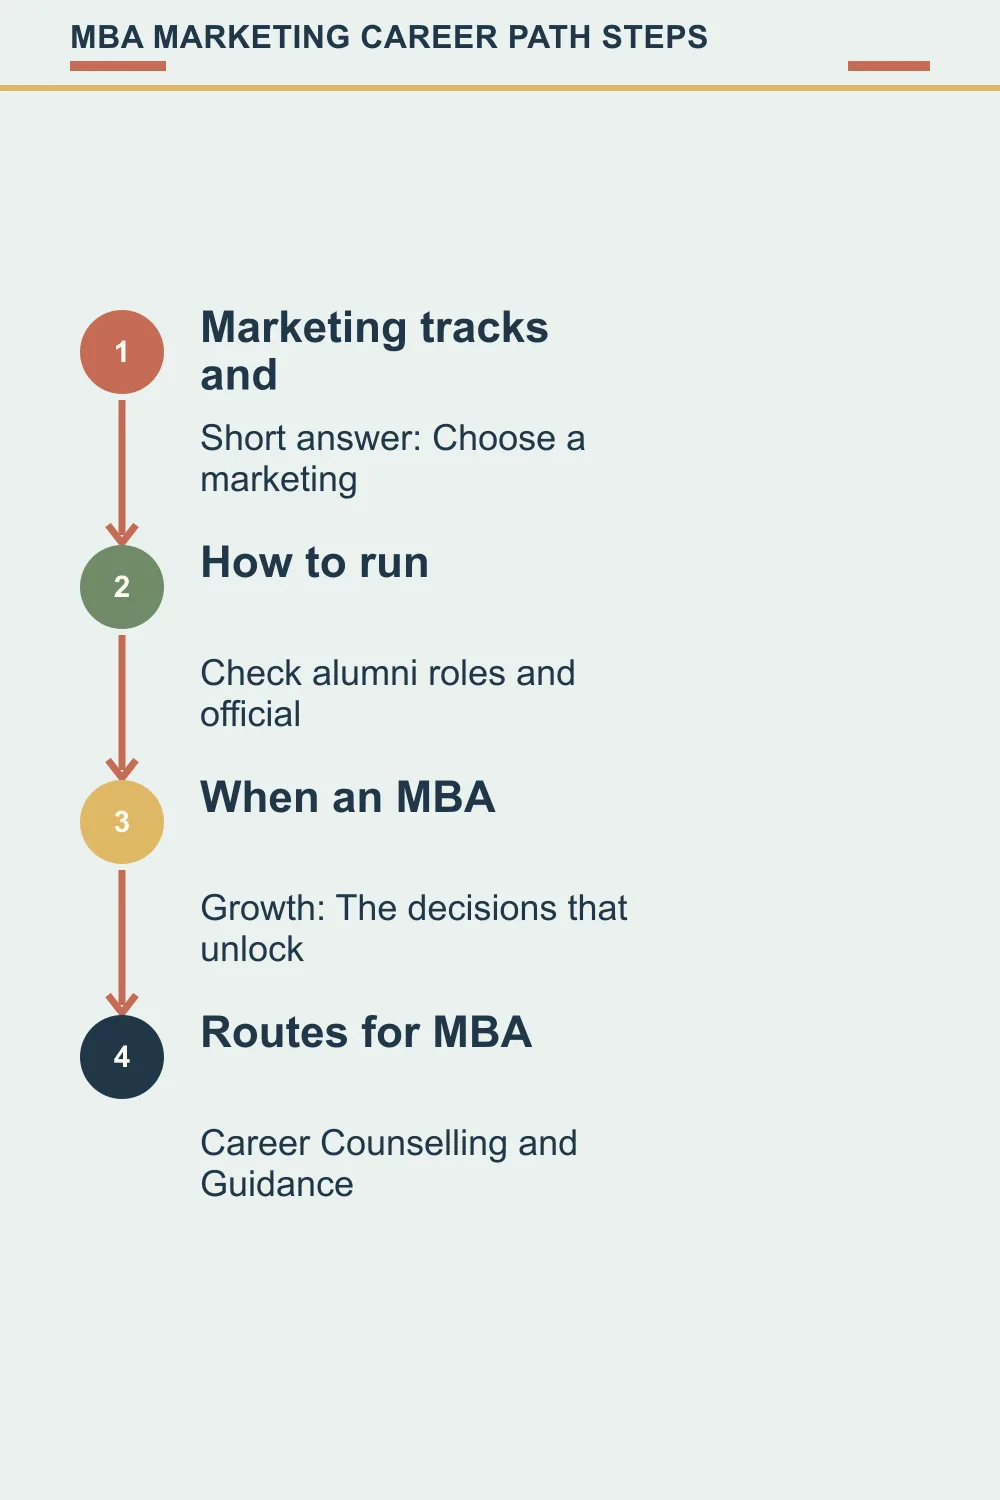 MBA MARKETING CAREER PATH STEPS
1
Marketing tracks
and
Short answer: Choose a
marketing
2
How to run
Check alumni roles and
official
3
When an MBA
Growth: The decisions that
unlock
4
Routes for MBA
Career Counselling and
Guidance